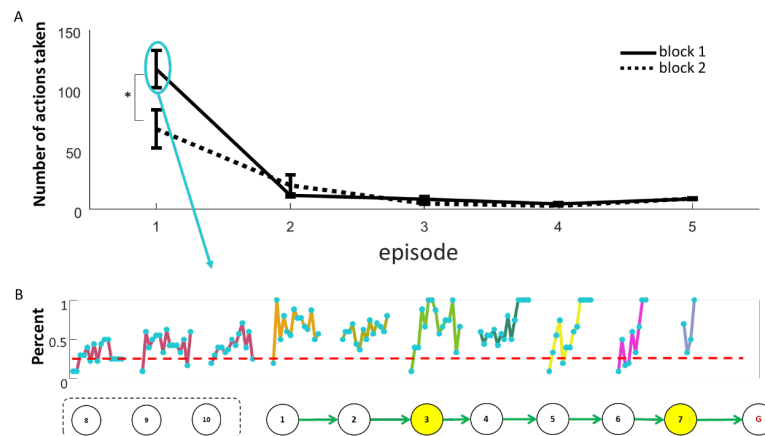 A
Number of actions taken
150
100
50
0
*
block 1
block 2
1 2 3 4 5
episode
B
Percent
1
0.5
0
8 9 10 1 2 3 4 5 6 7 G